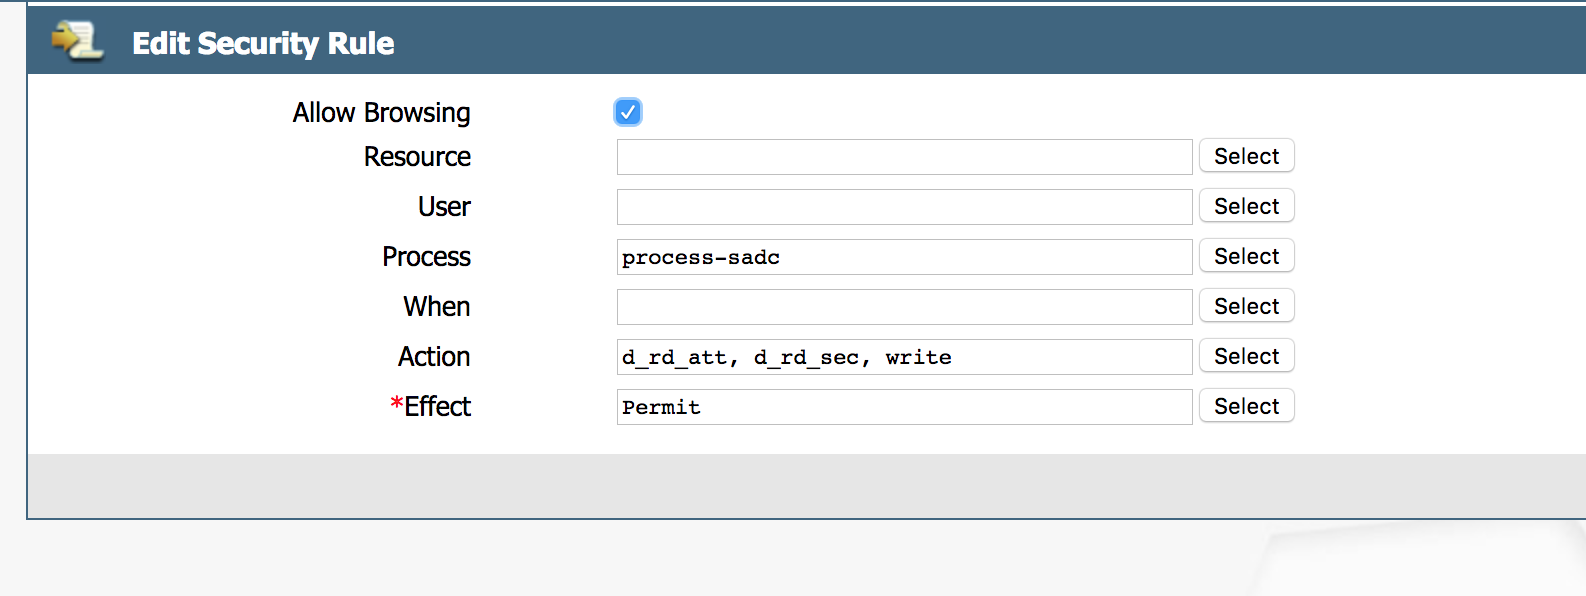 Edit Security Rule
Allow Browsing
Resource Select
User Select
Process process-sadc Select
When Select
Action d_rd_att, d_rd_sec, write Select
*Effect Permit Select